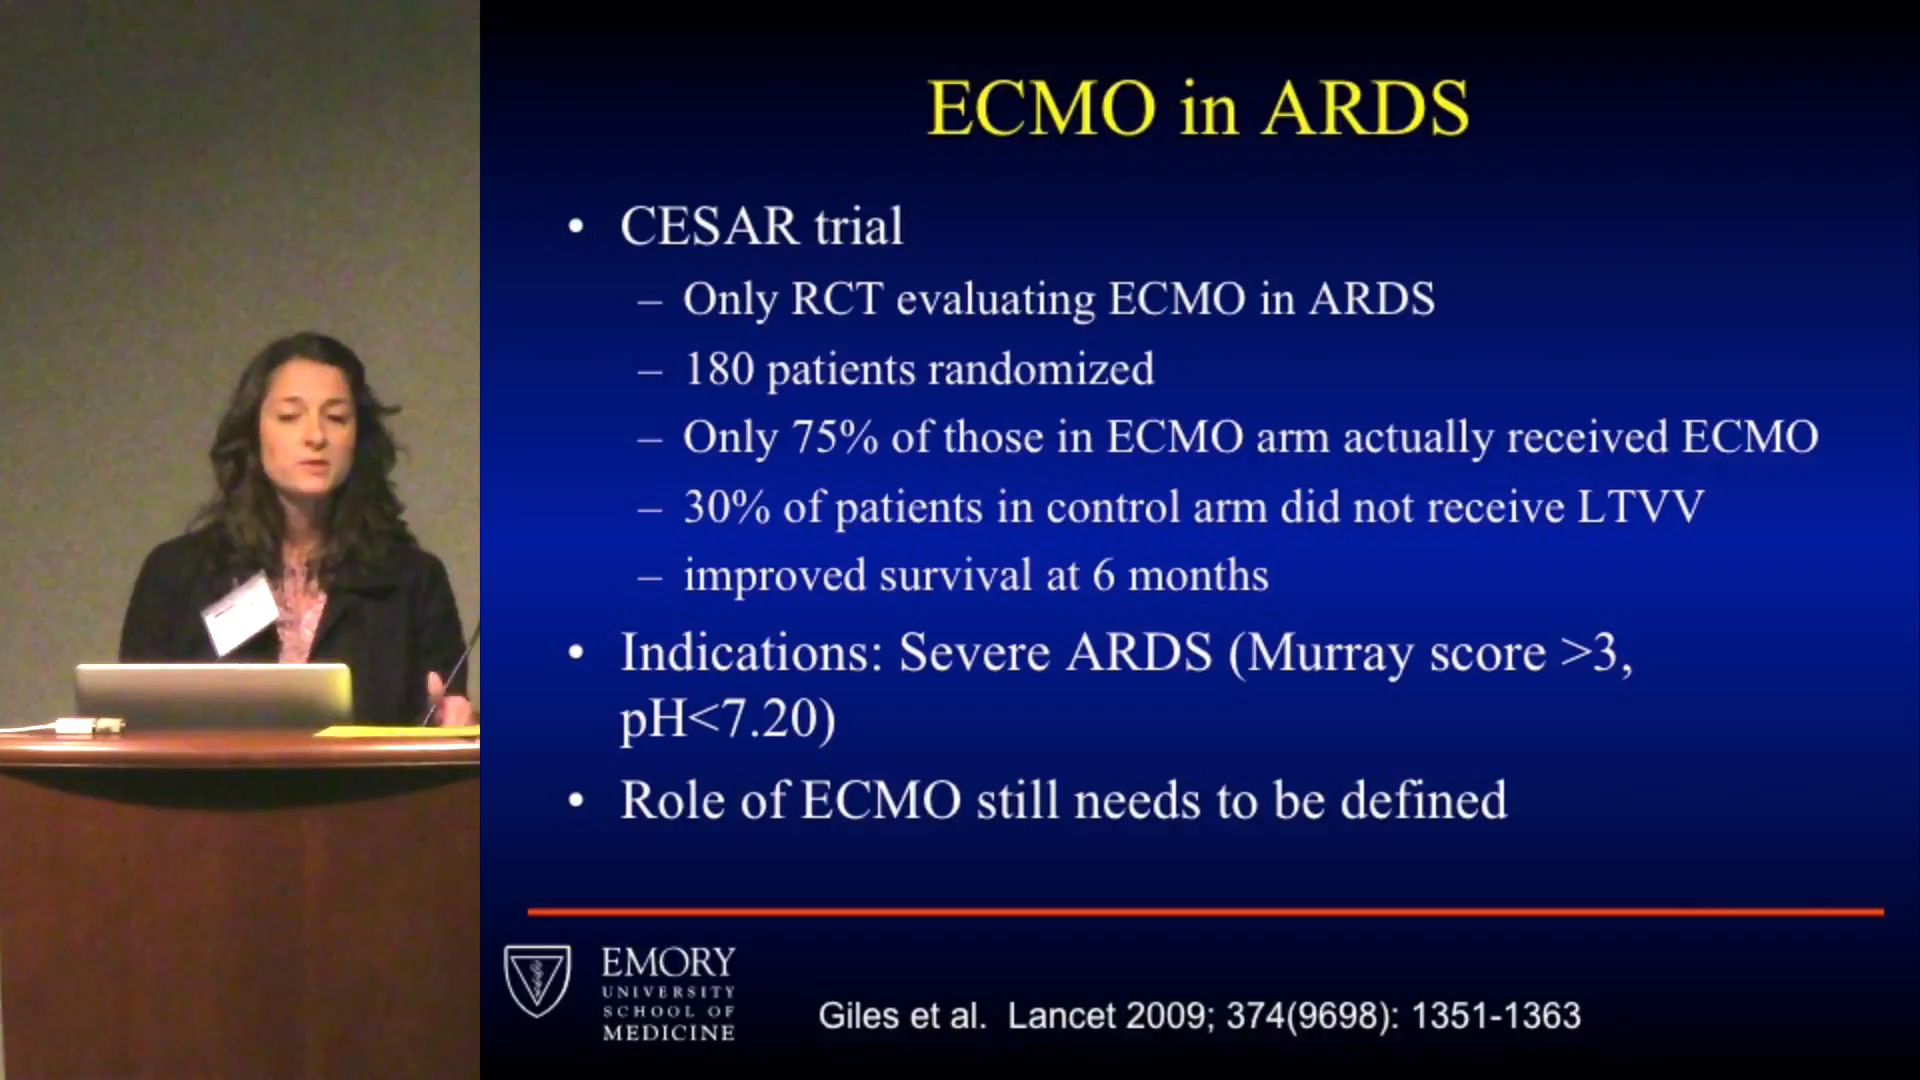 ECMO in ARDS
• CESAR trial
– Only RCT evaluating ECMO in ARDS
– 180 patients randomized
– Only 75% of those in ECMO arm actually received ECMO
– 30% of patients in control arm did not receive LTVV
– improved survival at 6 months
• Indications: Severe ARDS (Murray score >3,
pH<7.20)
• Role of ECMO still needs to be defined
EMORY
UNIVERSITY
SCHOOL OF
MEDICINE
Giles et al. Lancet 2009; 374(9698): 1351-1363